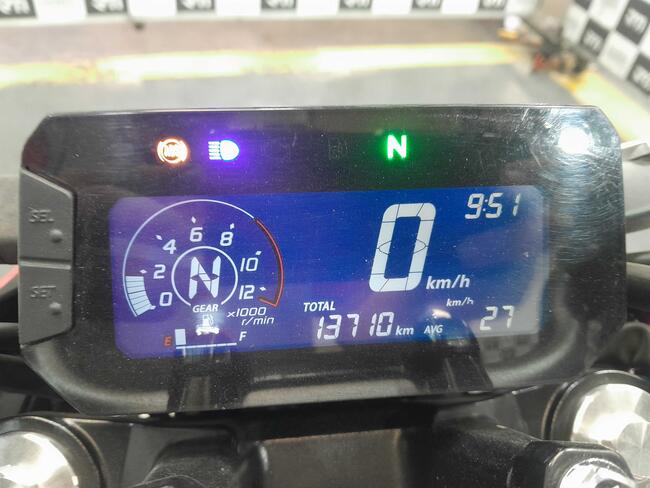 ABS
N
SEL
SET
9:51
0 km/h
0 2 4 6 8 10 12
N
GEAR
x1000
r/min
E F
TOTAL
13710 km
AVG
27
km/h